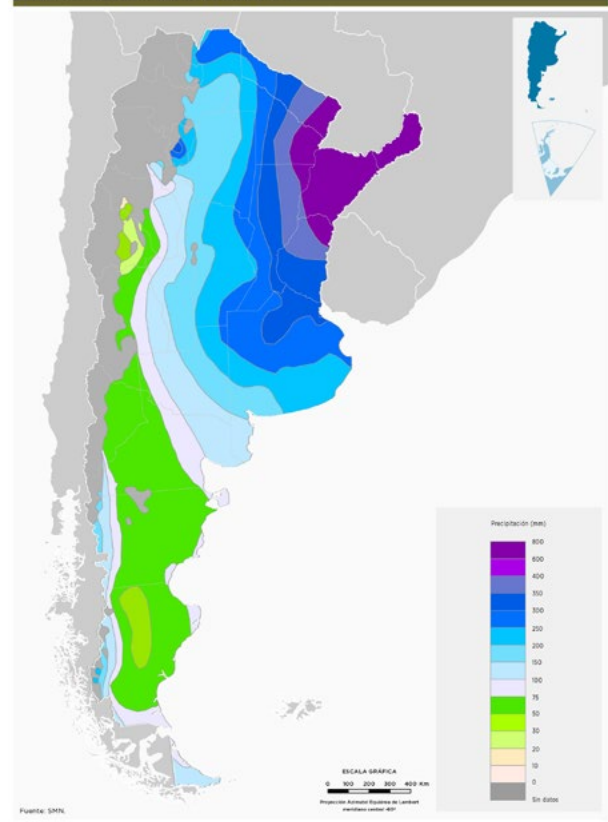 Precipitación (mm)
800
600
400
350
300
250
200
150
100
75
50
30
20
10
0
Sin datos
ESCALA GRÁFICA
0 100 200 300 400 Km
Proyección Azimutal Equiárea de Lambert
meridiano central -60°
Fuente: SMN.